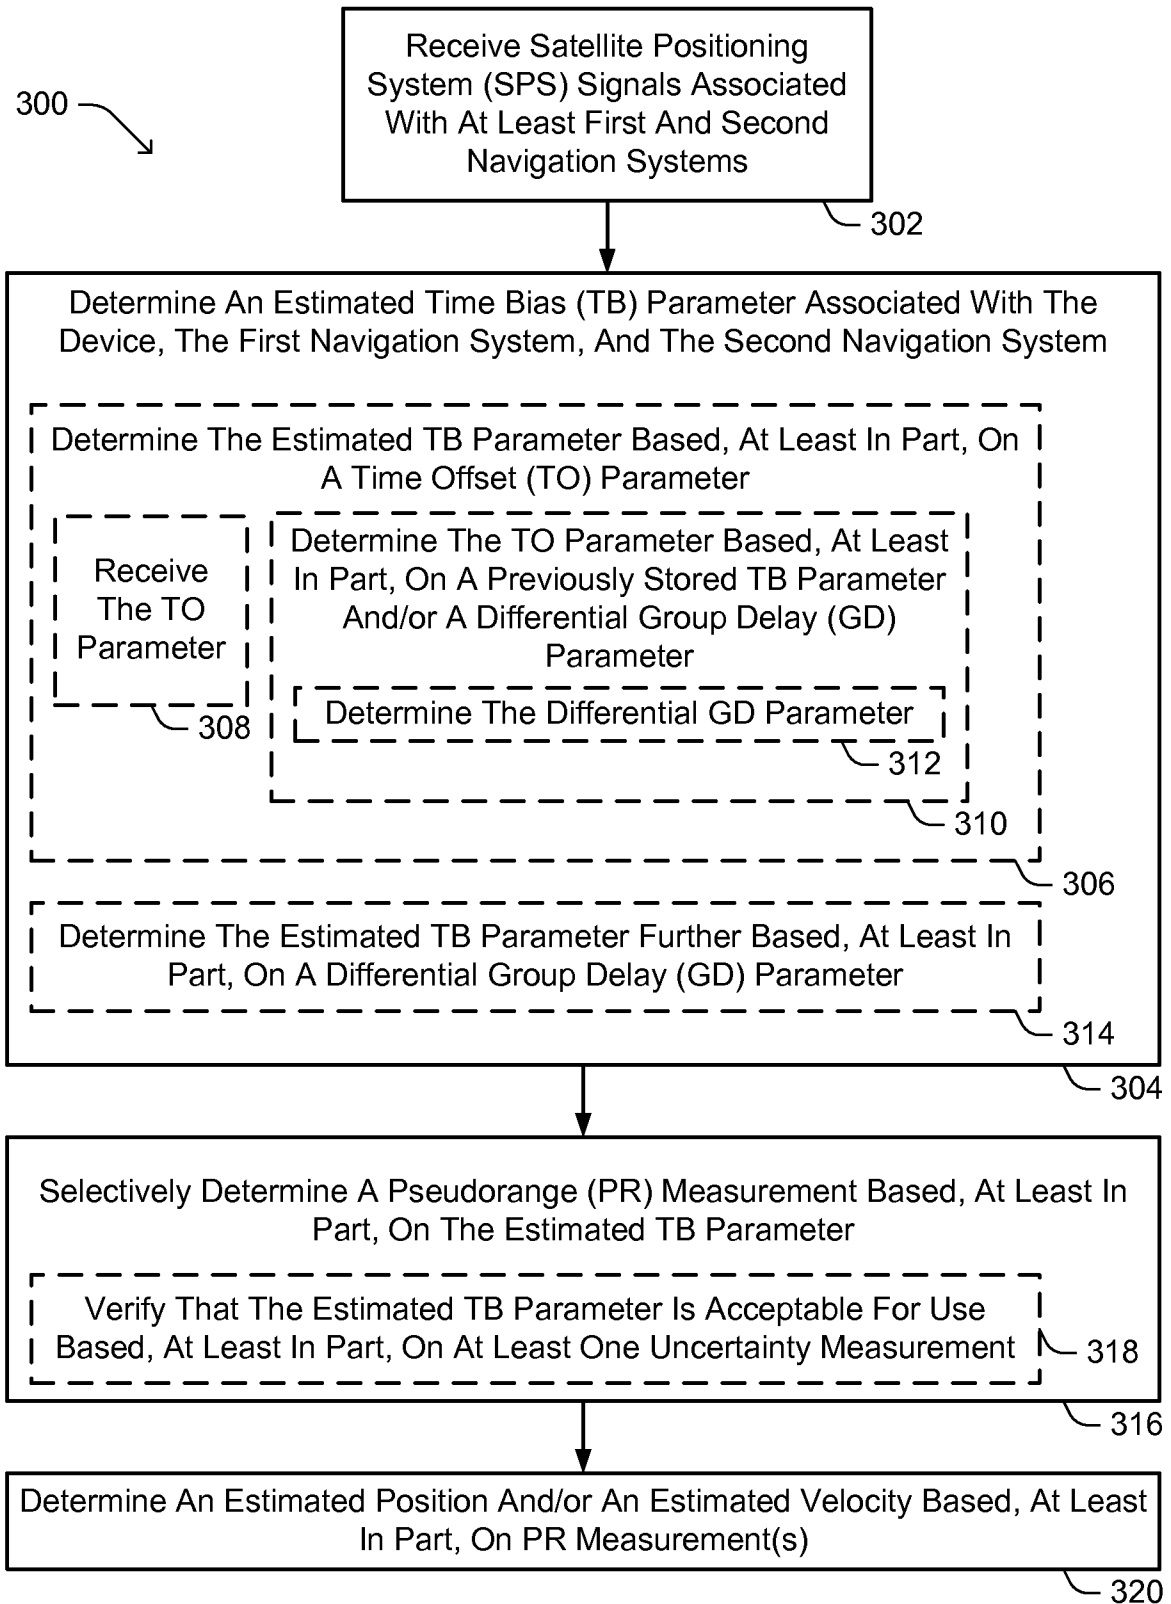 300
Receive Satellite Positioning
System (SPS) Signals Associated
With At Least First And Second
Navigation Systems
302
Determine An Estimated Time Bias (TB) Parameter Associated With The
Device, The First Navigation System, And The Second Navigation System
Determine The Estimated TB Parameter Based, At Least In Part, On
A Time Offset (TO) Parameter
Receive
The TO
Parameter
308
Determine The TO Parameter Based, At Least
In Part, On A Previously Stored TB Parameter
And/or A Differential Group Delay (GD)
Parameter
Determine The Differential GD Parameter
312
310
306
Determine The Estimated TB Parameter Further Based, At Least In
Part, On A Differential Group Delay (GD) Parameter
314
304
Selectively Determine A Pseudorange (PR) Measurement Based, At Least In
Part, On The Estimated TB Parameter
Verify That The Estimated TB Parameter Is Acceptable For Use
Based, At Least In Part, On At Least One Uncertainty Measurement
318
316
Determine An Estimated Position And/or An Estimated Velocity Based, At Least
In Part, On PR Measurement(s)
320